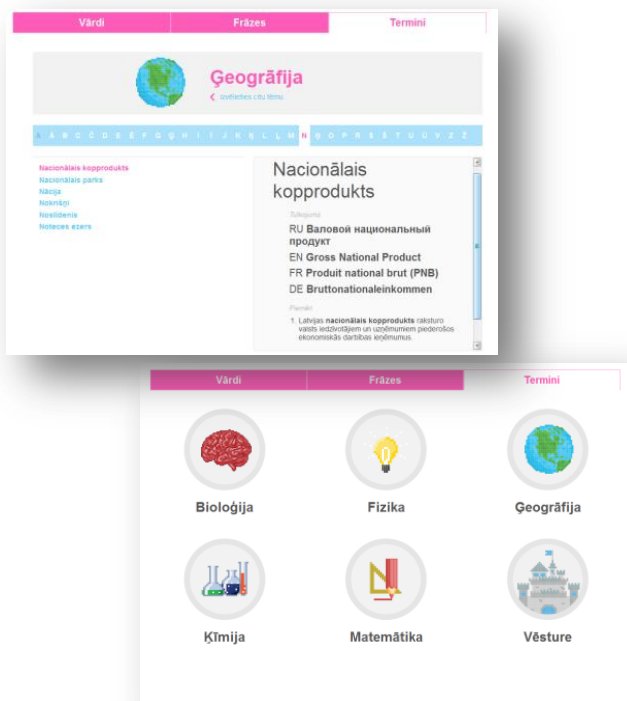 Vārdi Frāzes Termini
Ģeogrāfija
Izvēlieties citu tēmu
A Ā B C Č D E Ē F G Ģ H I Ī J K Ķ L Ļ M N Ņ O P R S Š T U Ū V Z Ž
Nacionālais kopprodukts
Nacionālais parks
Nācija
Nokrišņi
Noslīdenis
Noteces ezers
Nacionālais
kopprodukts
Tulkojums
RU Валовой национальный
продукт
EN Gross National Product
FR Produit national brut (PNB)
DE Bruttonationaleinkommen
Piemēri
1. Latvijas nacionālais kopprodukts raksturo
valsts iedzīvotājiem un uzņēmumiem piederošos
ekonomiskās darbības ieņēmumus.
Vārdi Frāzes Termini
Bioloģija Fizika Ģeogrāfija
Ķīmija Matemātika Vēsture